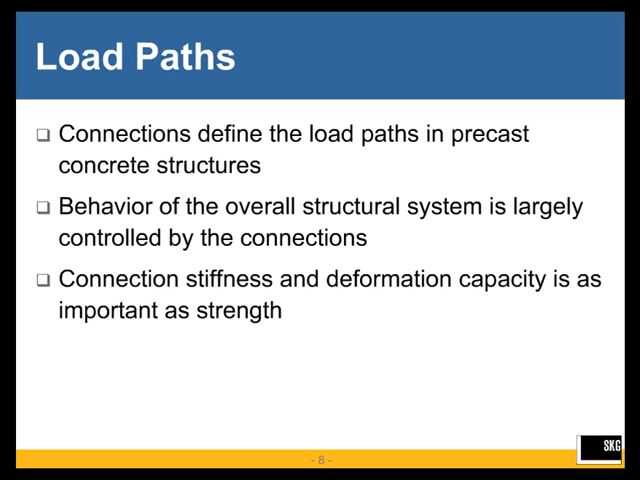 Load Paths
Connections define the load paths in precast
concrete structures
Behavior of the overall structural system is largely
controlled by the connections
Connection stiffness and deformation capacity is as
important as strength
- 8 -
SKG